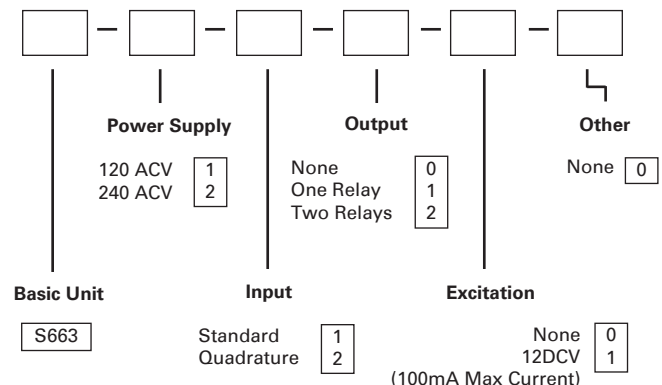 Power Supply
120 ACV 1
240 ACV 2
Output
None 0
One Relay 1
Two Relays 2
Other
None 0
Basic Unit
S663
Input
Standard 1
Quadrature 2
Excitation
None 0
12DCV 1
(100mA Max Current)